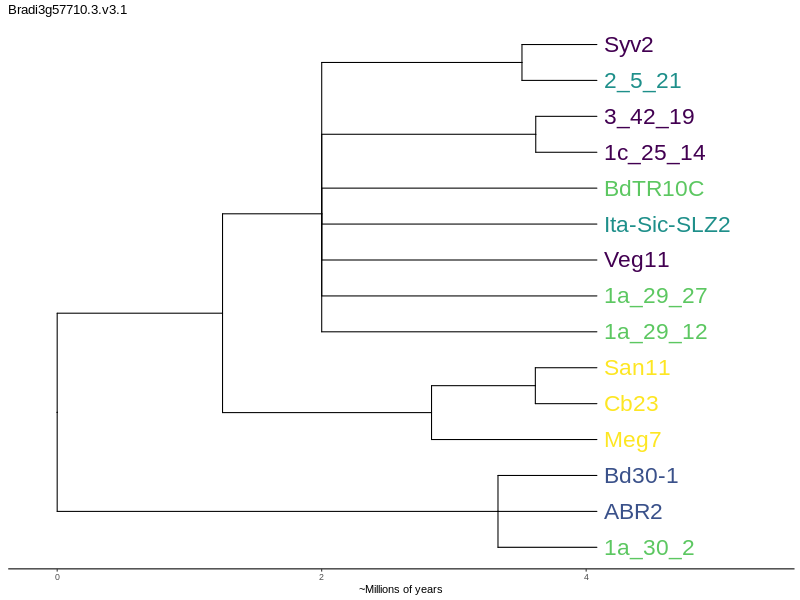 Bradi3g57710.3.v3.1
Syv2
2_5_21
3_42_19
1c_25_14
BdTR10C
Ita-Sic-SLZ2
Veg11
1a_29_27
1a_29_12
San11
Cb23
Meg7
Bd30-1
ABR2
1a_30_2
0 2 4
~Millions of years